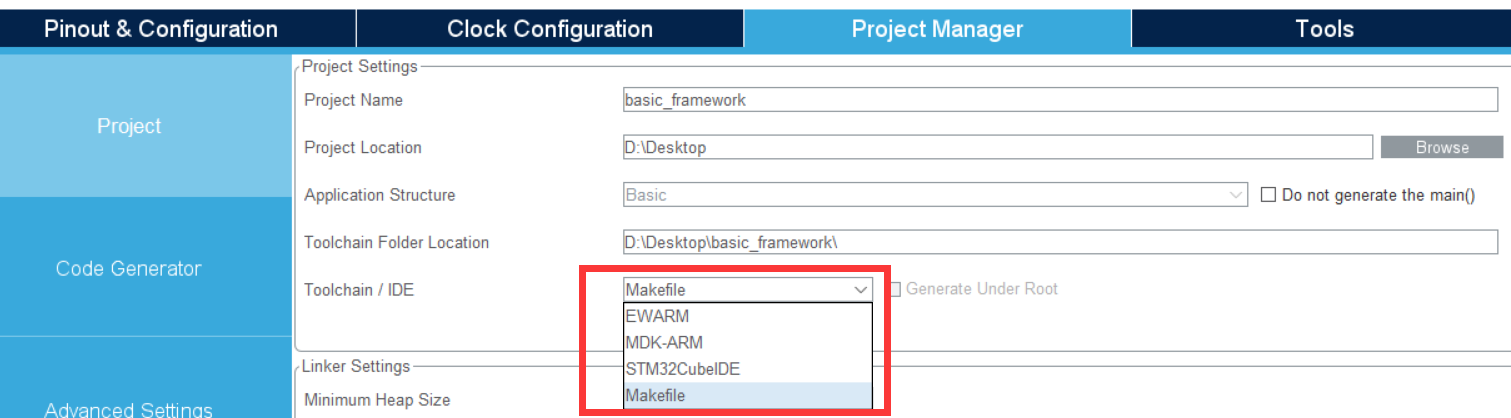 Pinout & Configuration Clock Configuration Project Manager Tools
Project Settings
Project
Code Generator
Advanced Settings
Project Name basic_framework
Project Location D:\Desktop Browse
Application Structure Basic Do not generate the main()
Toolchain Folder Location D:\Desktop\basic_framework\
Toolchain / IDE Makefile Generate Under Root
EWARM
MDK-ARM
STM32CubeIDE
Makefile
Linker Settings
Minimum Heap Size